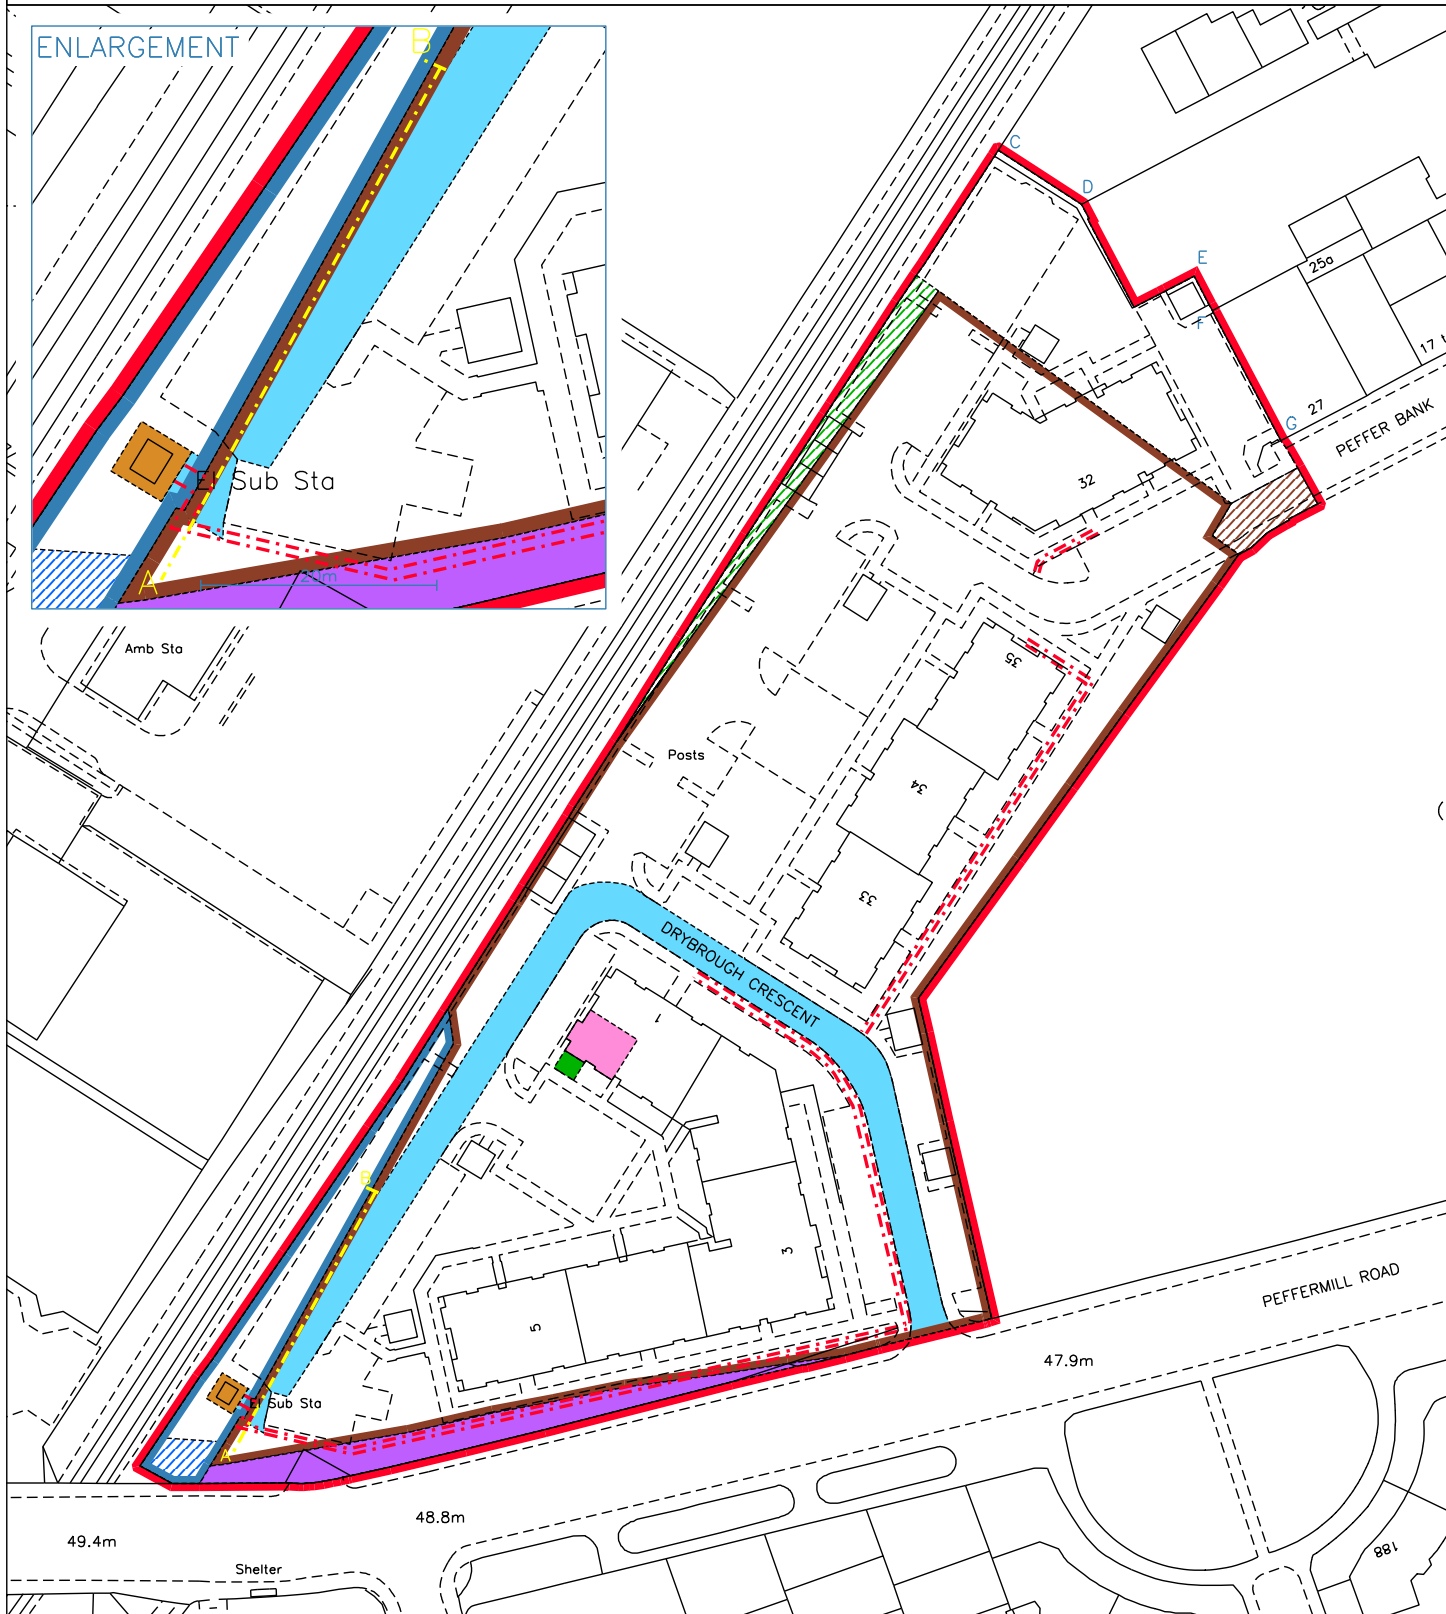 ENLARGEMENT
B
El Sub Sta
A
20m
C
D
E
25a
F
17
27
G
PEFFER BANK
32
Amb Sta
35
Posts
34
33
DRYBROUGH CRESCENT
1
B
3
PEFFERMILL ROAD
5
47.9m
El Sub Sta
A
48.8m
49.4m
188
Shelter